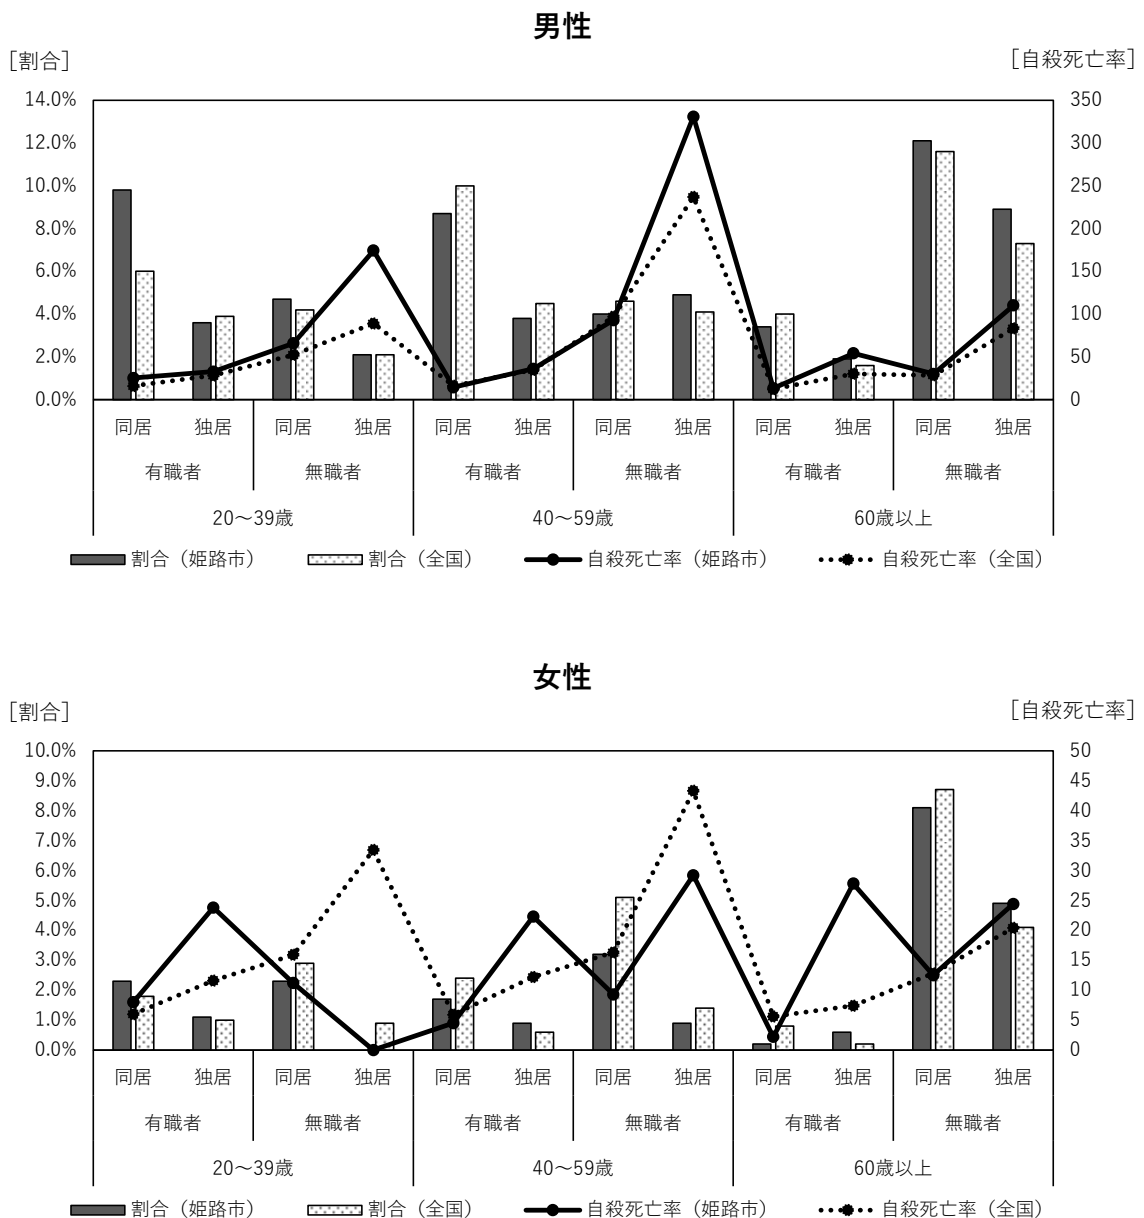 男性
［割合］ ［自殺死亡率］
14.0% 350
12.0% 300
10.0% 250
8.0% 200
6.0% 150
4.0% 100
2.0% 50
0.0% 0
同居 独居 同居 独居 同居 独居 同居 独居 同居 独居 同居 独居
有職者 無職者 有職者 無職者 有職者 無職者
20～39歳 40～59歳 60歳以上
割合（姫路市） 割合（全国） 自殺死亡率（姫路市） 自殺死亡率（全国）
女性
［割合］ ［自殺死亡率］
10.0% 50
9.0% 45
8.0% 40
7.0% 35
6.0% 30
5.0% 25
4.0% 20
3.0% 15
2.0% 10
1.0% 5
0.0% 0
同居 独居 同居 独居 同居 独居 同居 独居 同居 独居 同居 独居
有職者 無職者 有職者 無職者 有職者 無職者
20～39歳 40～59歳 60歳以上
割合（姫路市） 割合（全国） 自殺死亡率（姫路市） 自殺死亡率（全国）